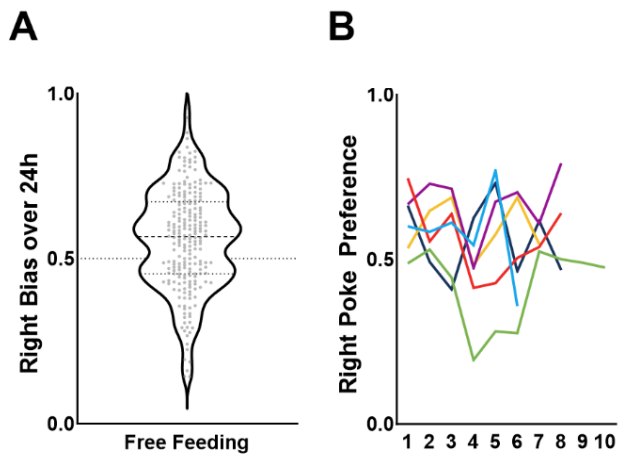 A
Right Bias over 24h
1.0
0.5
0.0
Free Feeding
B
Right Poke Preference
1.0
0.5
0.0
1 2 3 4 5 6 7 8 9 10